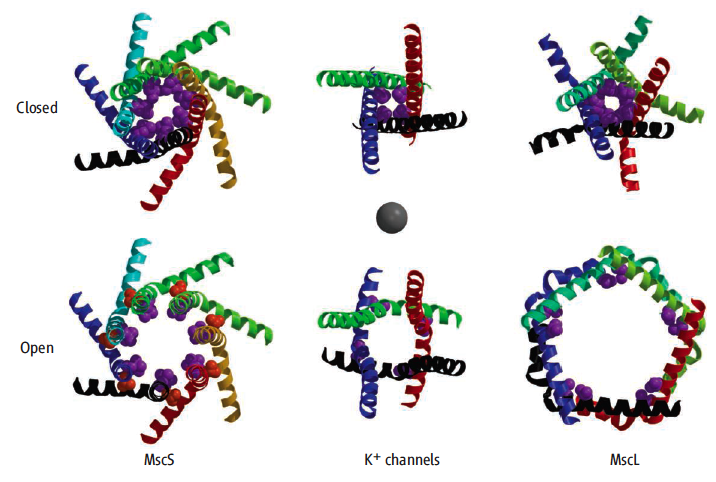 Closed
Open
MscS
K⁺ channels
MscL